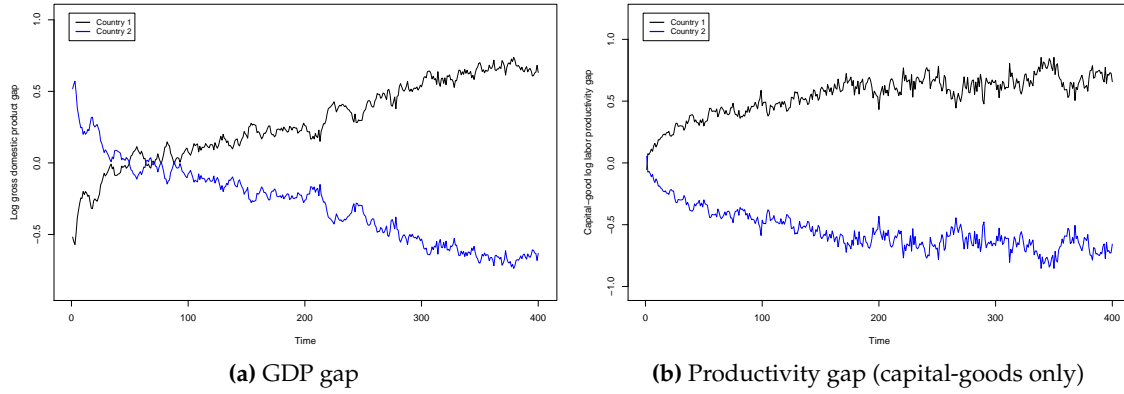 Country 1
Country 2
Log gross domestic product gap
1.0
0.5
0.0
−0.5
0
100
200
300
400
Time
(a) GDP gap
Country 1
Country 2
Capital−good log labor productivity gap
1.0
0.5
0.0
−0.5
−1.0
0
100
200
300
400
Time
(b) Productivity gap (capital-goods only)